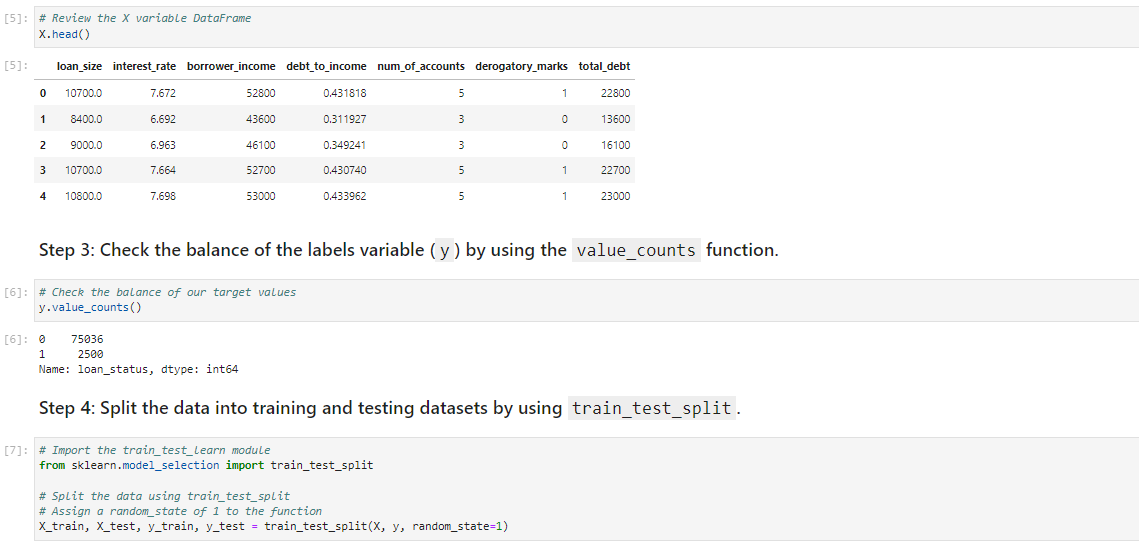 [5]: # Review the X variable DataFrame
X.head()
[5]: loan_size interest_rate borrower_income debt_to_income num_of_accounts derogatory_marks total_debt
0 10700.0 7.672 52800 0.431818 5 1 22800
1 8400.0 6.692 43600 0.311927 3 0 13600
2 9000.0 6.963 46100 0.349241 3 0 16100
3 10700.0 7.664 52700 0.430740 5 1 22700
4 10800.0 7.698 53000 0.433962 5 1 23000
Step 3: Check the balance of the labels variable (y) by using the value_counts function.
[6]: # Check the balance of our target values
y.value_counts()
[6]: 0 75036
1 2500
Name: loan_status, dtype: int64
Step 4: Split the data into training and testing datasets by using train_test_split.
[7]: # Import the train_test_learn module
from sklearn.model_selection import train_test_split
# Split the data using train_test_split
# Assign a random_state of 1 to the function
X_train, X_test, y_train, y_test = train_test_split(X, y, random_state=1)